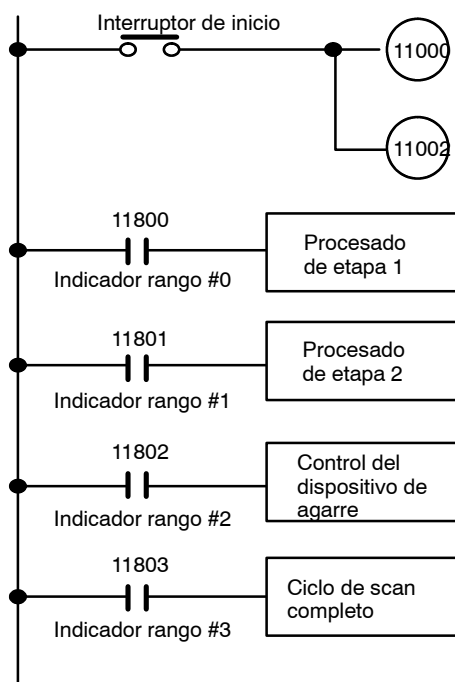 Interruptor de inicio
11000
11002
11800
Indicador rango #0
Procesado
de etapa 1
11801
Indicador rango #1
Procesado
de etapa 2
11802
Indicador rango #2
Control del
dispositivo de
agarre
11803
Indicador rango #3
Ciclo de scan
completo